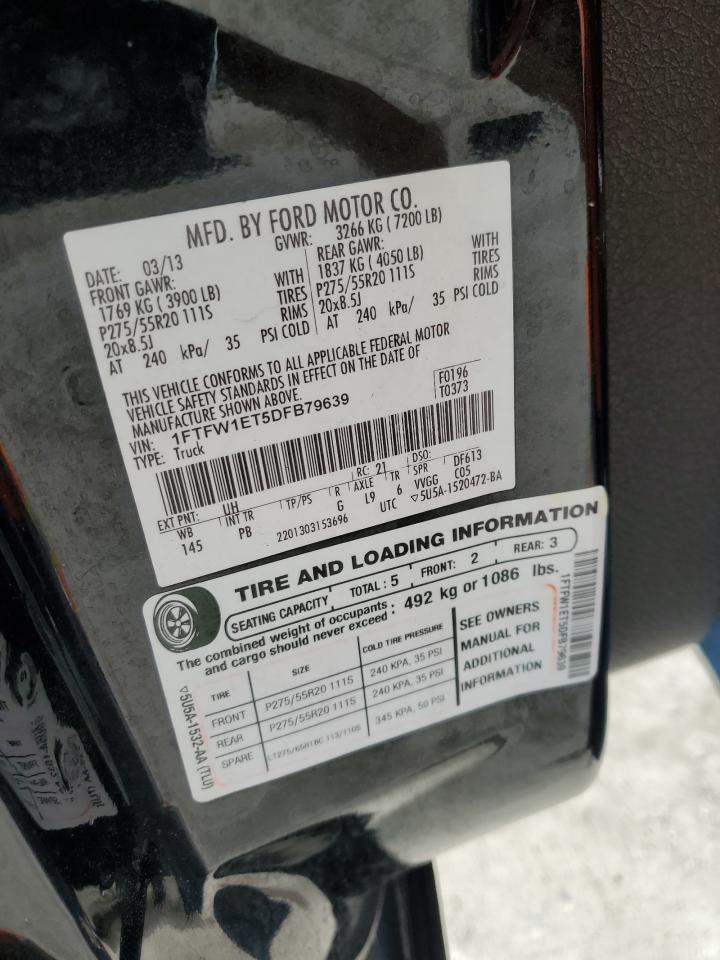 MFD. BY FORD MOTOR CO.
DATE: 03/13 GVWR: 3266 KG ( 7200 LB)
FRONT GAWR: REAR GAWR:
1769 KG ( 3900 LB) WITH 1837 KG ( 4050 LB) WITH
P275/55R20 111S TIRES P275/55R20 111S TIRES
20x8.5J RIMS 20x8.5J RIMS
AT 240 kPa/ 35 PSI COLD AT 240 kPa/ 35 PSI COLD
THIS VEHICLE CONFORMS TO ALL APPLICABLE FEDERAL MOTOR
VEHICLE SAFETY STANDARDS IN EFFECT ON THE DATE OF
MANUFACTURE SHOWN ABOVE.
VIN: 1FTFW1ET5DFB79639 F0196
TYPE: Truck T0373
EXT PNT: UH RC: 21 DSO:
WB INT TR TP/PS R AXLE TR SPR DF613
145 PB G L9 6 VVGG C05
2201303153696 UTC ▽5U5A-1520472-BA
TIRE AND LOADING INFORMATION
SEATING CAPACITY TOTAL: 5 FRONT: 2 REAR: 3
The combined weight of occupants
and cargo should never exceed : 492 kg or 1086 lbs.
TIRE SIZE COLD TIRE PRESSURE
FRONT P275/55R20 111S 240 KPA, 35 PSI
REAR P275/55R20 111S 240 KPA, 35 PSI
SPARE LT275/65R18C 113/110S 345 KPA, 50 PSI
SEE OWNERS
MANUAL FOR
ADDITIONAL
INFORMATION
▽5U5A-1532-AA (TLU)
1FTFW1ET5DFB79639